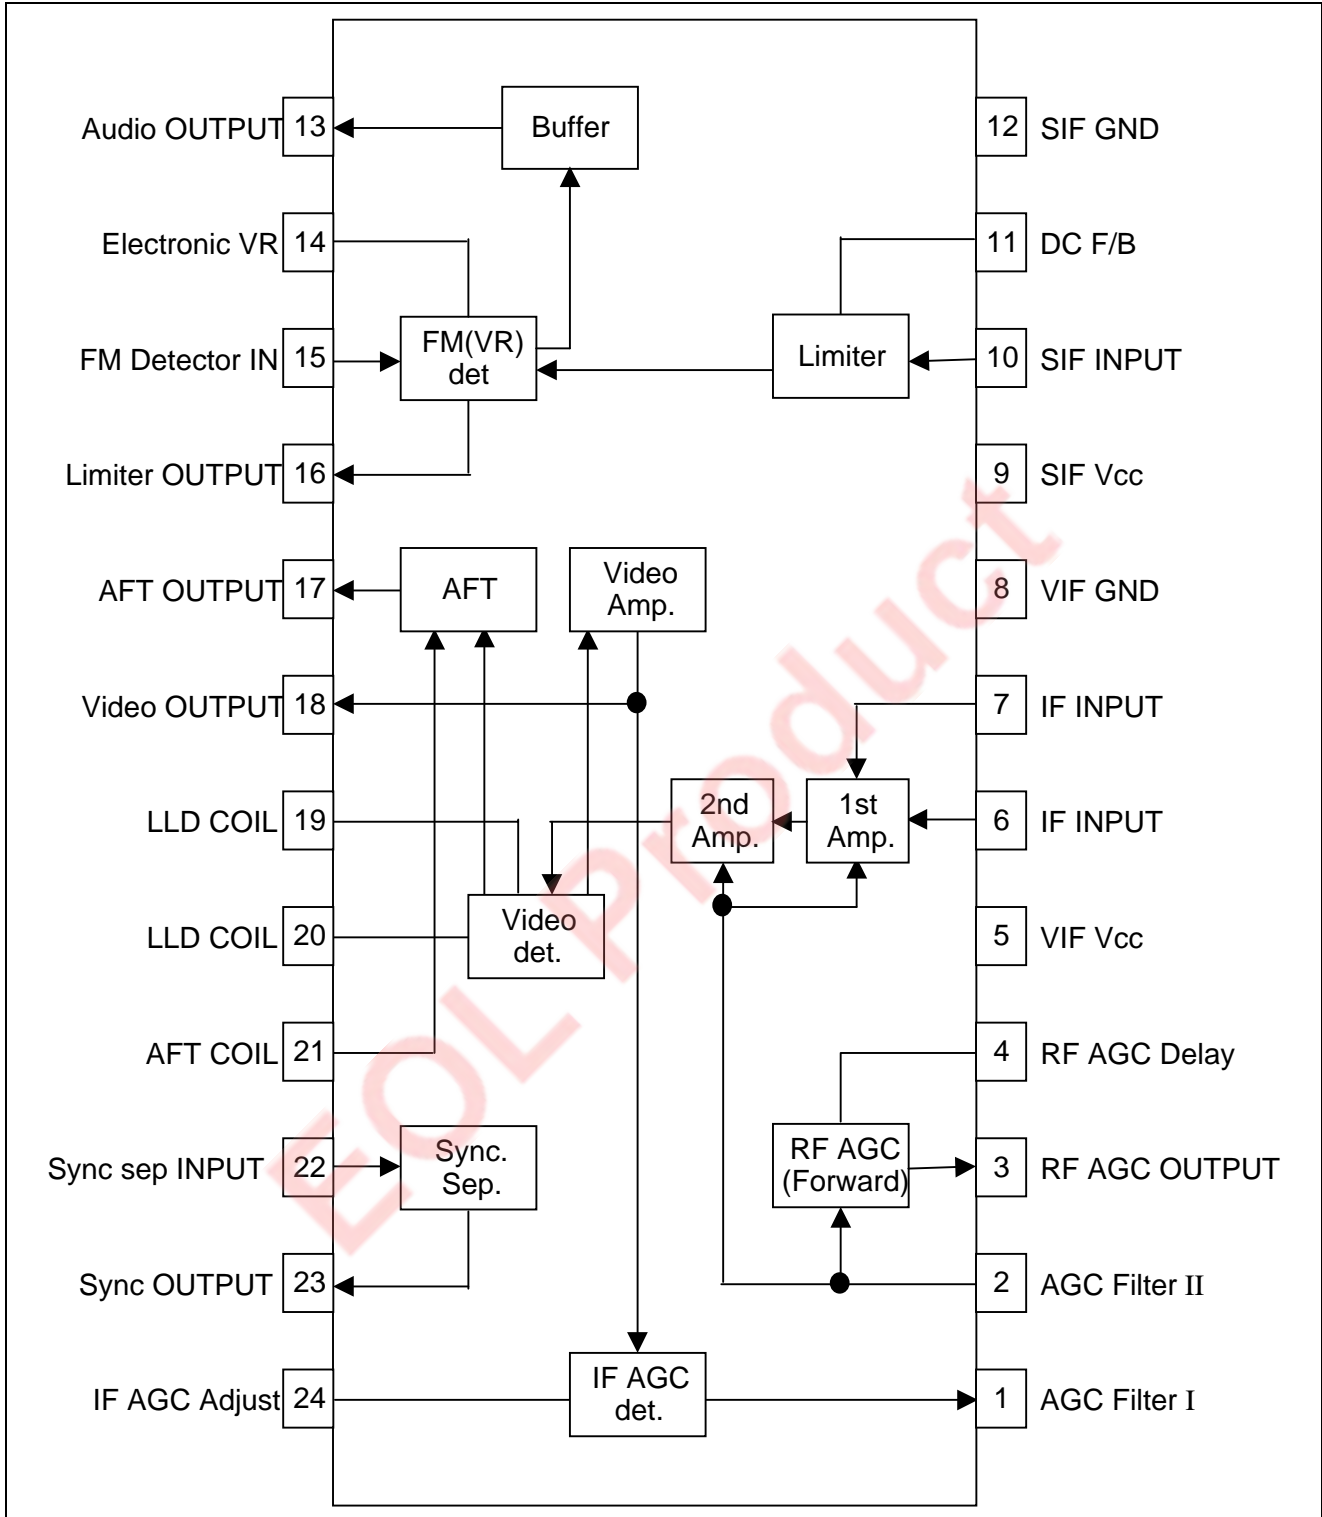 Audio OUTPUT 13
Buffer
12 SIF GND
Electronic VR 14
11 DC F/B
FM Detector IN 15
FM(VR)
det
Limiter
10 SIF INPUT
Limiter OUTPUT 16
9 SIF Vcc
AFT OUTPUT 17
AFT
Video
Amp.
8 VIF GND
Video OUTPUT 18
7 IF INPUT
LLD COIL 19
2nd
Amp.
1st
Amp.
6 IF INPUT
LLD COIL 20
Video
det.
5 VIF Vcc
AFT COIL 21
4 RF AGC Delay
Sync sep INPUT 22
Sync.
Sep.
RF AGC
(Forward)
3 RF AGC OUTPUT
Sync OUTPUT 23
2 AGC Filter II
IF AGC Adjust 24
IF AGC
det.
1 AGC Filter I
EOL Product